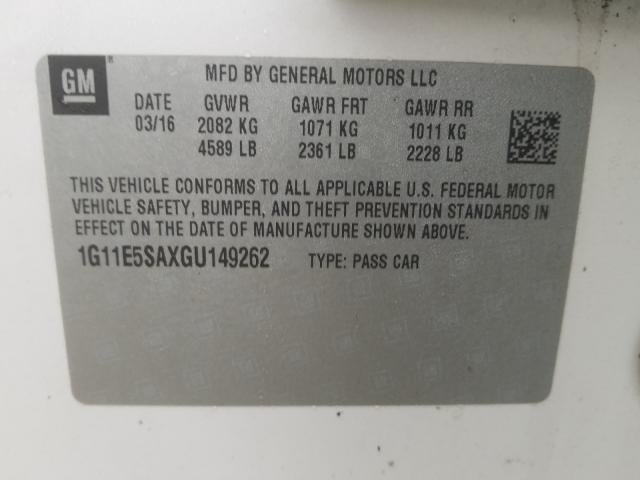 GM ®
MFD BY GENERAL MOTORS LLC
DATE GVWR GAWR FRT GAWR RR
03/16 2082 KG 1071 KG 1011 KG
4589 LB 2361 LB 2228 LB
THIS VEHICLE CONFORMS TO ALL APPLICABLE U.S. FEDERAL MOTOR
VEHICLE SAFETY, BUMPER, AND THEFT PREVENTION STANDARDS IN
EFFECT ON THE DATE OF MANUFACTURE SHOWN ABOVE.
1G11E5SAXGU149262 TYPE: PASS CAR